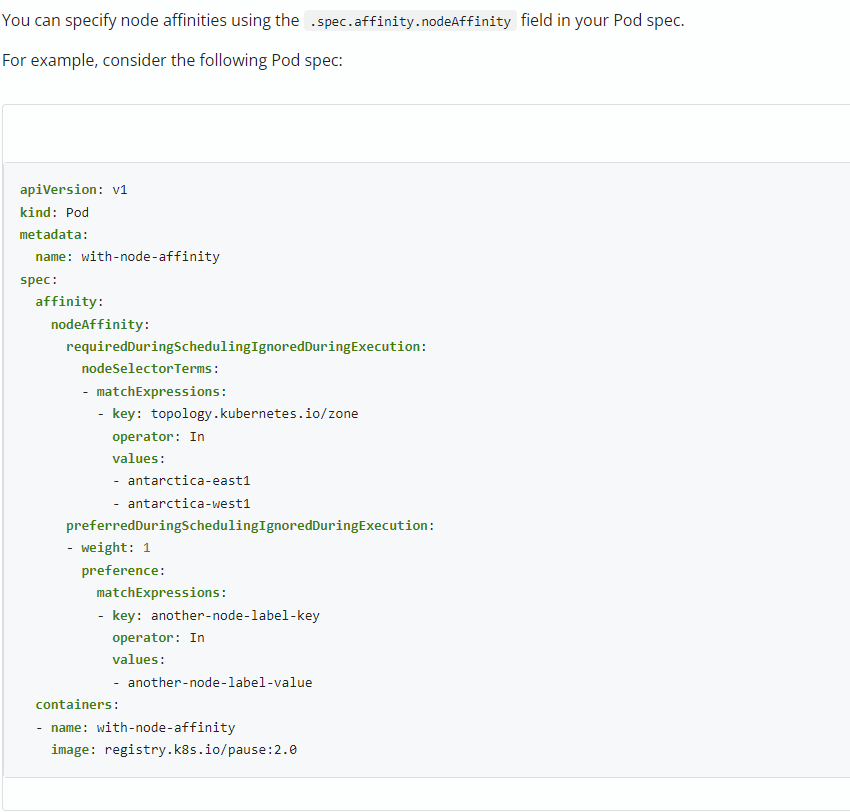 You can specify node affinities using the .spec.affinity.nodeAffinity field in your Pod spec.
For example, consider the following Pod spec:
apiVersion: v1
kind: Pod
metadata:
  name: with-node-affinity
spec:
  affinity:
    nodeAffinity:
      requiredDuringSchedulingIgnoredDuringExecution:
        nodeSelectorTerms:
        - matchExpressions:
          - key: topology.kubernetes.io/zone
            operator: In
            values:
            - antarctica-east1
            - antarctica-west1
      preferredDuringSchedulingIgnoredDuringExecution:
      - weight: 1
        preference:
          matchExpressions:
          - key: another-node-label-key
            operator: In
            values:
            - another-node-label-value
  containers:
  - name: with-node-affinity
    image: registry.k8s.io/pause:2.0